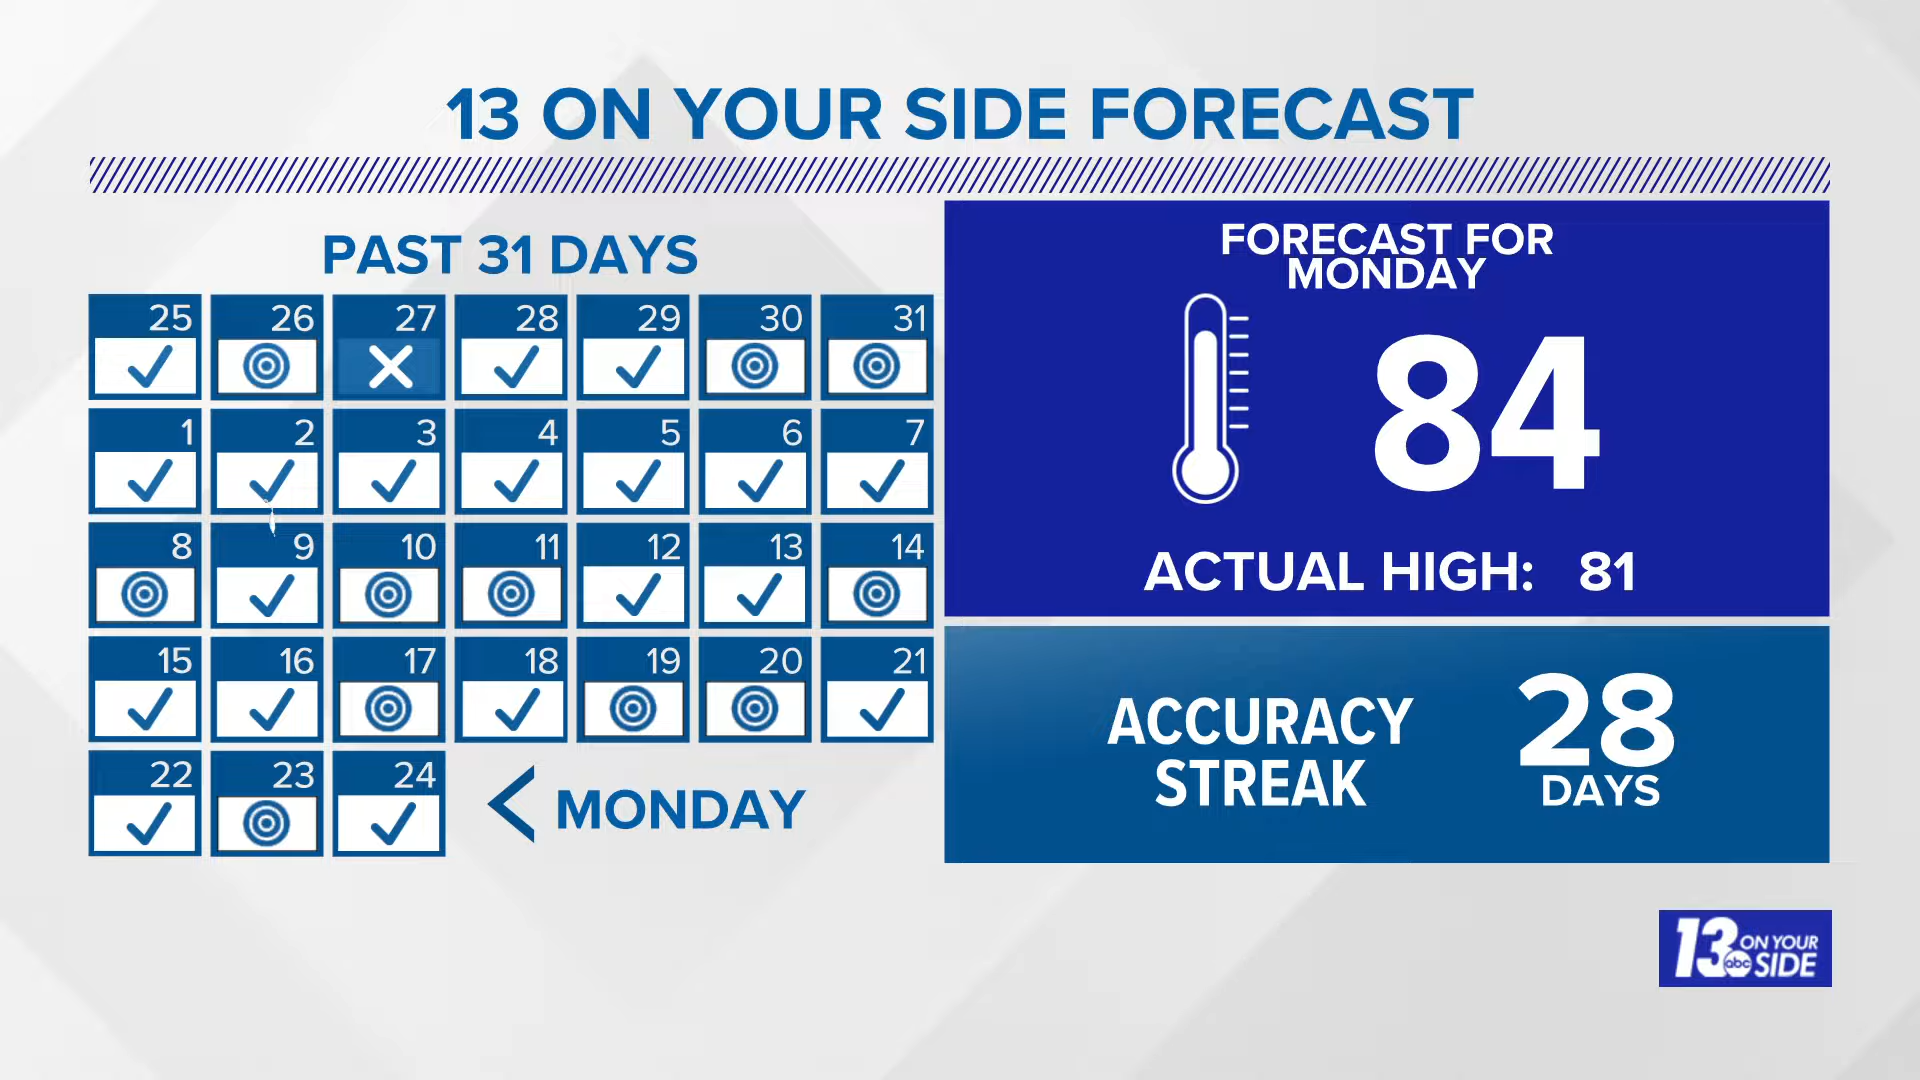 13 ON YOUR SIDE FORECAST
PAST 31 DAYS
25 26 27 28 29 30 31
1 2 3 4 5 6 7
8 9 10 11 12 13 14
15 16 17 18 19 20 21
22 23 24
MONDAY
FORECAST FOR
MONDAY
84
ACTUAL HIGH: 81
ACCURACY
STREAK
28
DAYS
13 ON YOUR
abc SIDE